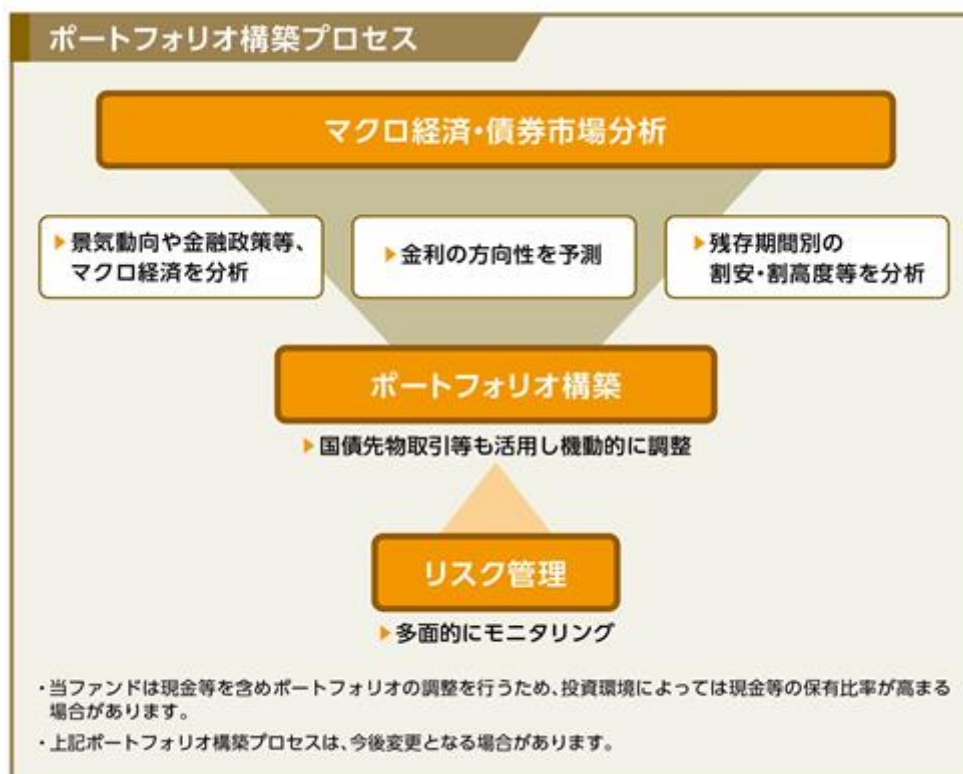 ポートフォリオ構築プロセス
マクロ経済・債券市場分析
▶景気動向や金融政策等、
マクロ経済を分析
▶金利の方向性を予測
▶残存期間別の
割安・割高度等を分析
ポートフォリオ構築
▶国債先物取引等も活用し機動的に調整
リスク管理
▶多面的にモニタリング
・当ファンドは現金等を含めポートフォリオの調整を行うため、投資環境によっては現金等の保有比率が高まる
場合があります。
・上記ポートフォリオ構築プロセスは、今後変更となる場合があります。